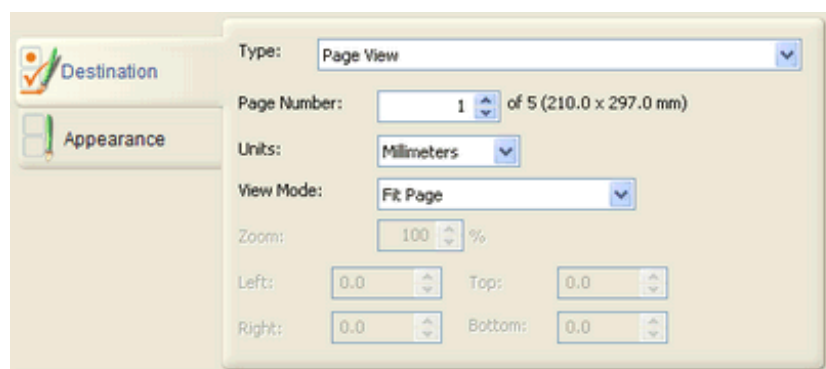 Destination
Appearance
Type: Page View
Page Number: 1 of 5 (210.0 x 297.0 mm)
Units: Millimeters
View Mode: Fit Page
Zoom: 100 %
Left: 0.0 Top: 0.0
Right: 0.0 Bottom: 0.0